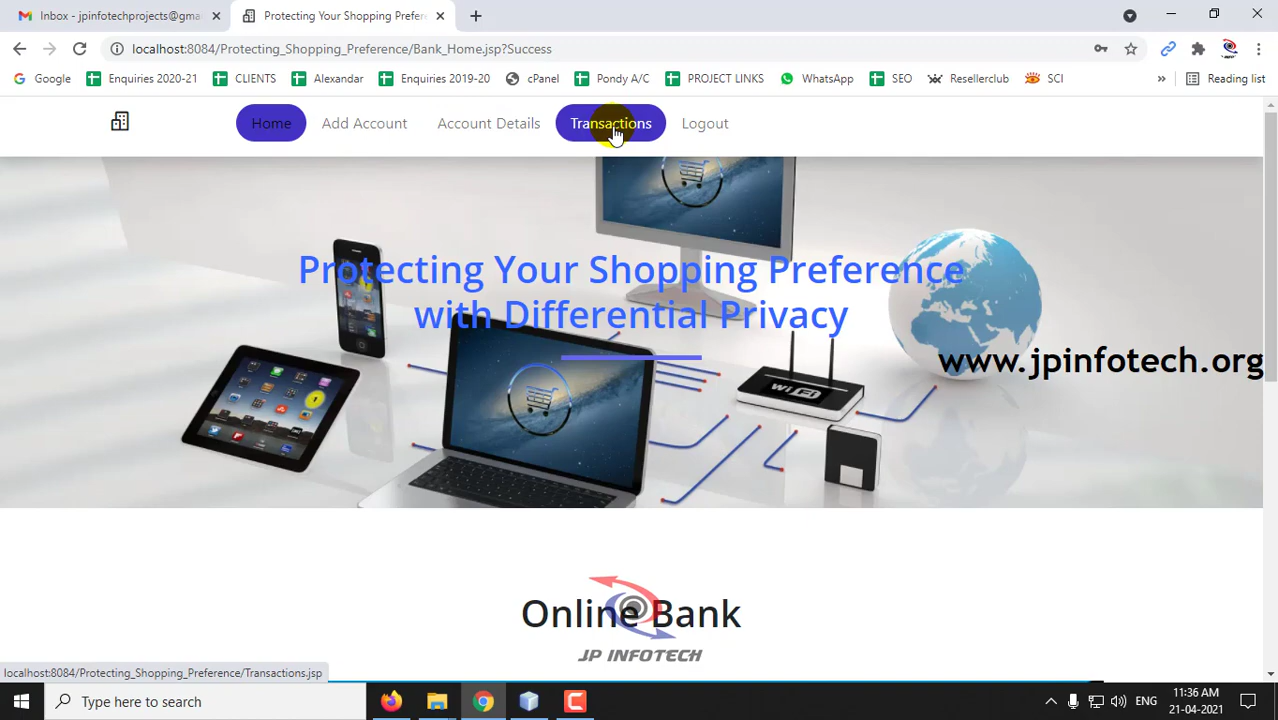 Inbox - jpinfotechprojects@gma
Protecting Your Shopping Prefer
localhost:8084/Protecting_Shopping_Preference/Bank_Home.jsp?Success
Google
Enquiries 2020-21
CLIENTS
Alexandar
Enquiries 2019-20
cPanel
Pondy A/C
PROJECT LINKS
WhatsApp
SEO
Resellerclub
SCI
»
Reading list
Home
Add Account
Account Details
Transactions
Logout
Protecting Your Shopping Preference
with Differential Privacy
www.jpinfotech.org
WiFi
Online Bank
JP INFOTECH
localhost:8084/Protecting_Shopping_Preference/Transactions.jsp
Type here to search
ENG
11:36 AM
21-04-2021